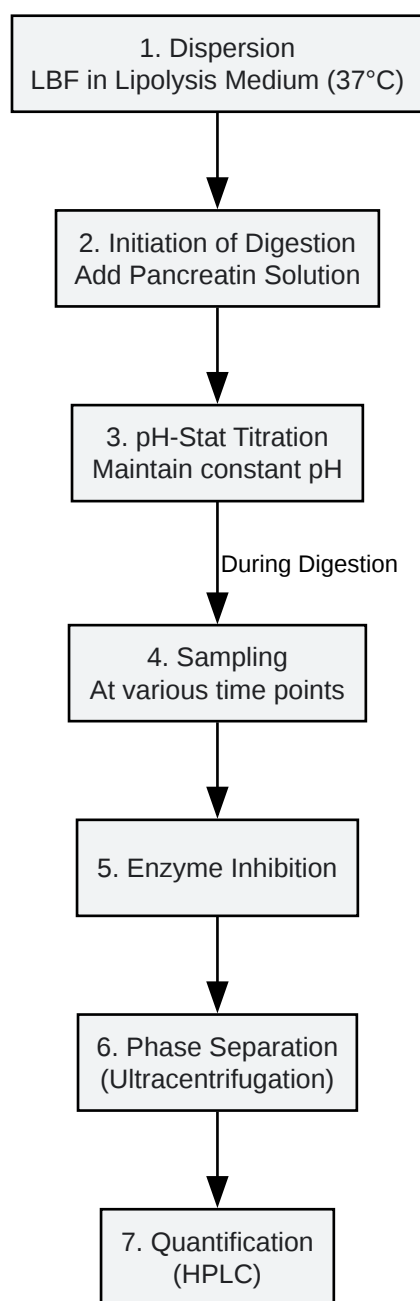 1. Dispersion
LBF in Lipolysis Medium (37°C)
2. Initiation of Digestion
Add Pancreatin Solution
3. pH-Stat Titration
Maintain constant pH
During Digestion
4. Sampling
At various time points
5. Enzyme Inhibition
6. Phase Separation
(Ultracentrifugation)
7. Quantification
(HPLC)